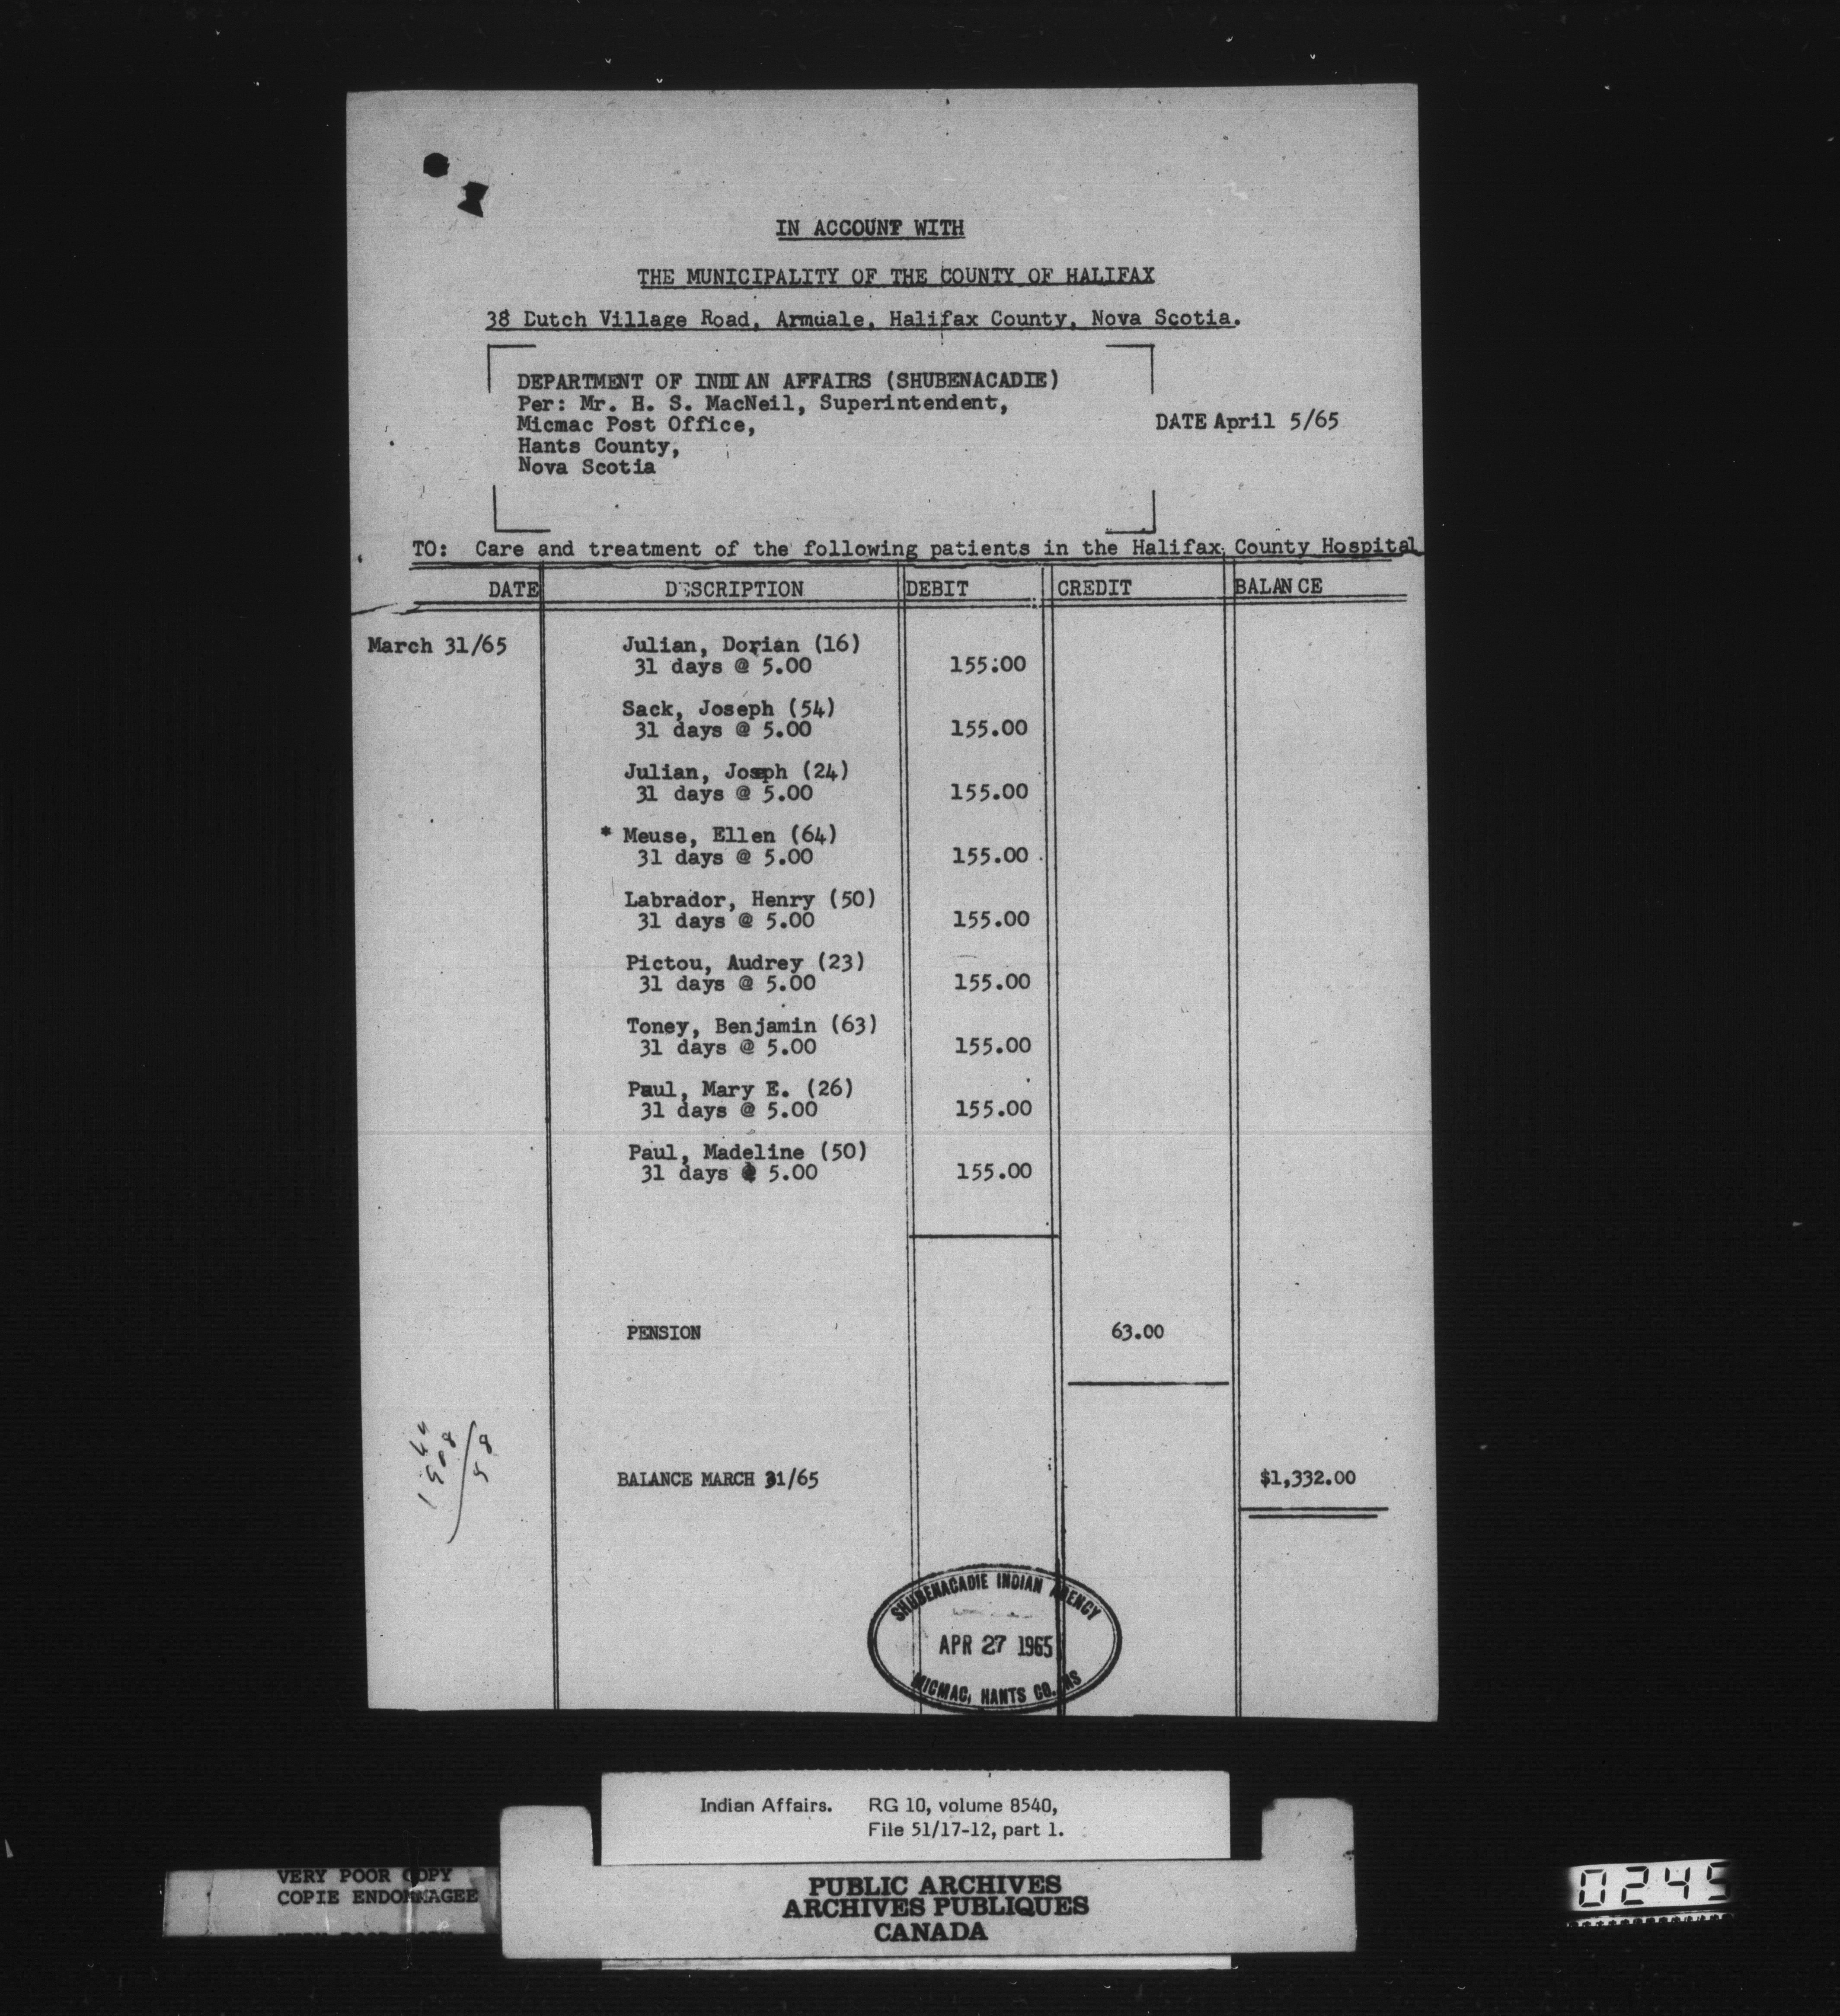 IN ACCOUNT WITH
THE MUNICIPALITY OF THE COUNTY OF HALIFAX
38 Dutch Village Road, Armdale, Halifax County, Nova Scotia.
DEPARTMENT OF INDIAN AFFAIRS (SHUBENACADIE)
Per: Mr. H. S. MacNeil, Superintendent,
Micmac Post Office,
Hants County,
Nova Scotia
DATE April 5/65
TO: Care and treatment of the following patients in the Halifax County Hospital
DATE DESCRIPTION DEBIT CREDIT BALANCE
March 31/65 Julian, Dorian (16)
31 days @ 5.00 155.00
Sack, Joseph (54)
31 days @ 5.00 155.00
Julian, Joseph (24)
31 days @ 5.00 155.00
* Meuse, Ellen (64)
31 days @ 5.00 155.00
Labrador, Henry (50)
31 days @ 5.00 155.00
Pictou, Audrey (23)
31 days @ 5.00 155.00
Toney, Benjamin (63)
31 days @ 5.00 155.00
Paul, Mary E. (26)
31 days @ 5.00 155.00
Paul, Madeline (50)
31 days @ 5.00 155.00
PENSION 63.00
BALANCE MARCH 31/65 $1,332.00
SHUBENACADIE INDIAN AGENCY
APR 27 1965
MICMAC, HANTS CO. NS
Indian Affairs. RG 10, volume 8540,
File 51/17-12, part 1.
VERY POOR COPY
COPIE ENDOMMAGEE
PUBLIC ARCHIVES
ARCHIVES PUBLIQUES
CANADA
0245